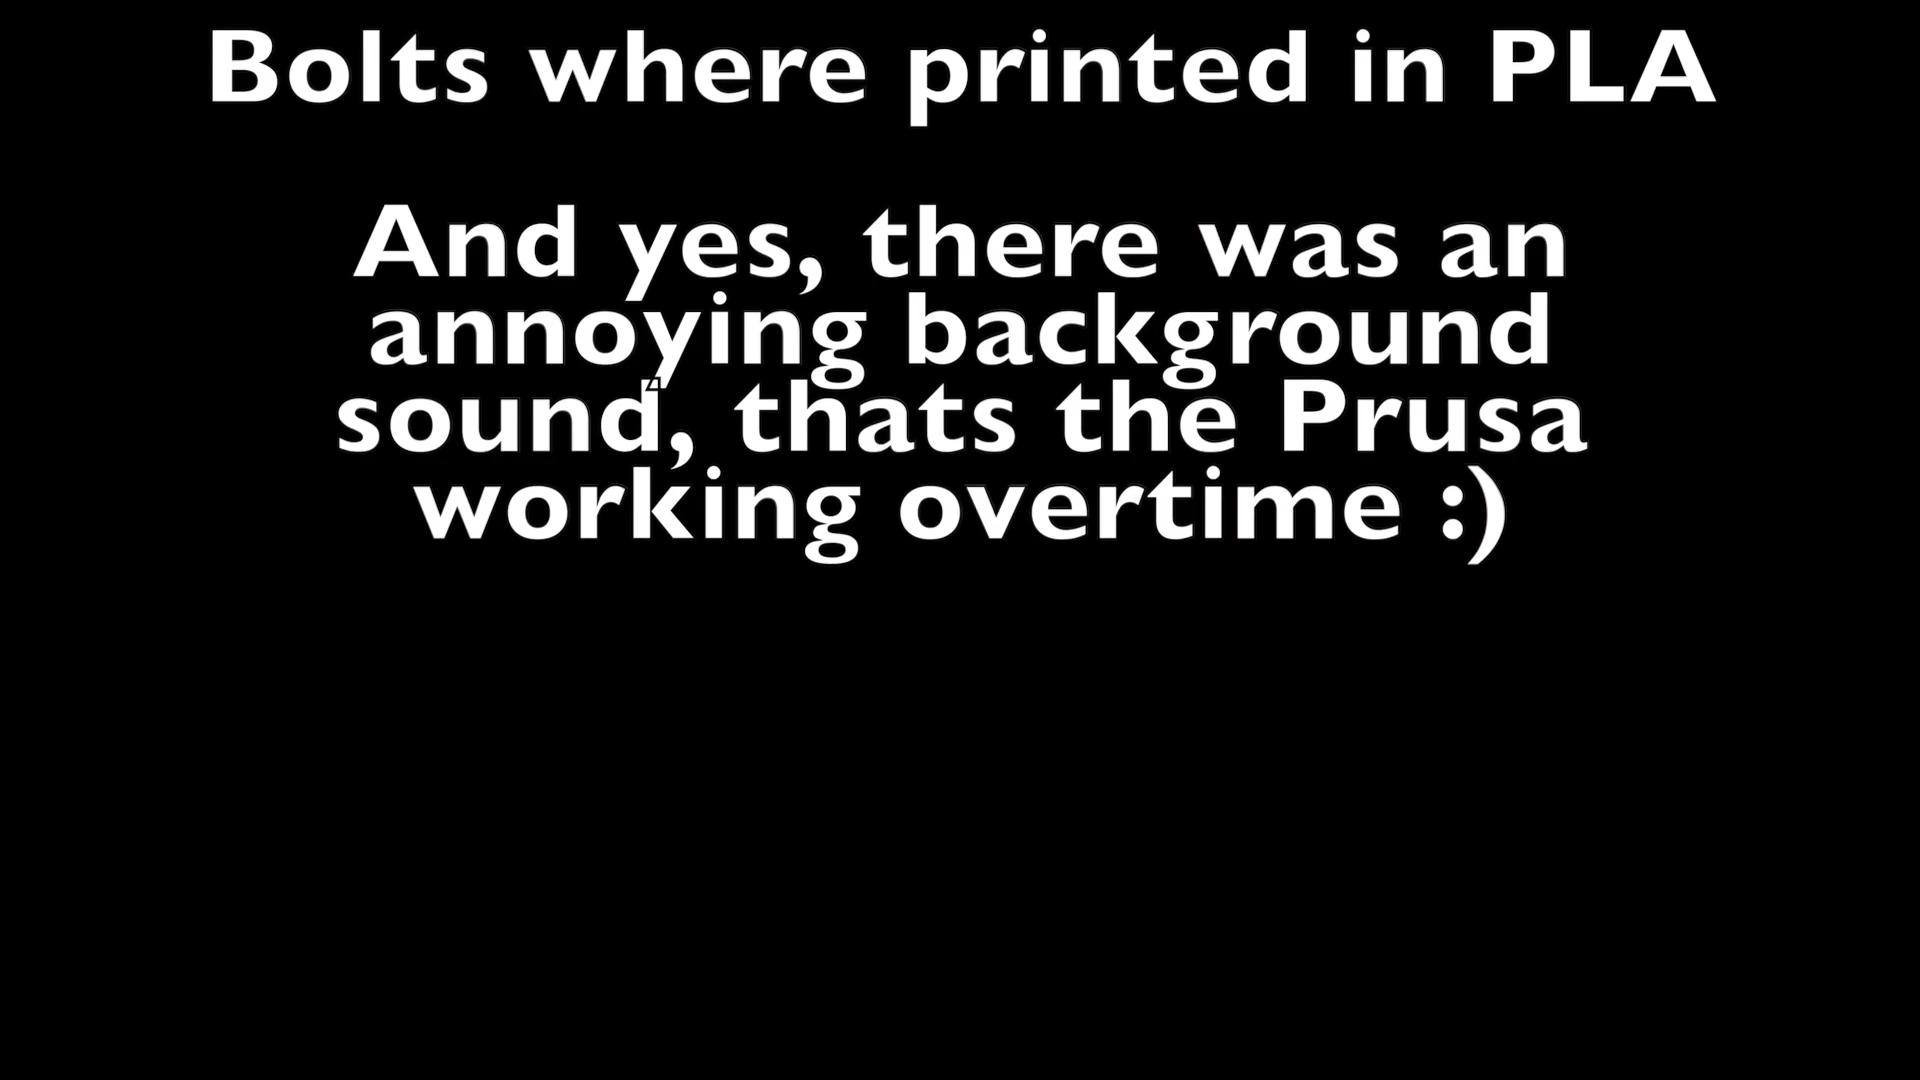 Bolts where printed in PLA
And yes, there was an
annoying background
sound, thats the Prusa
working overtime :)